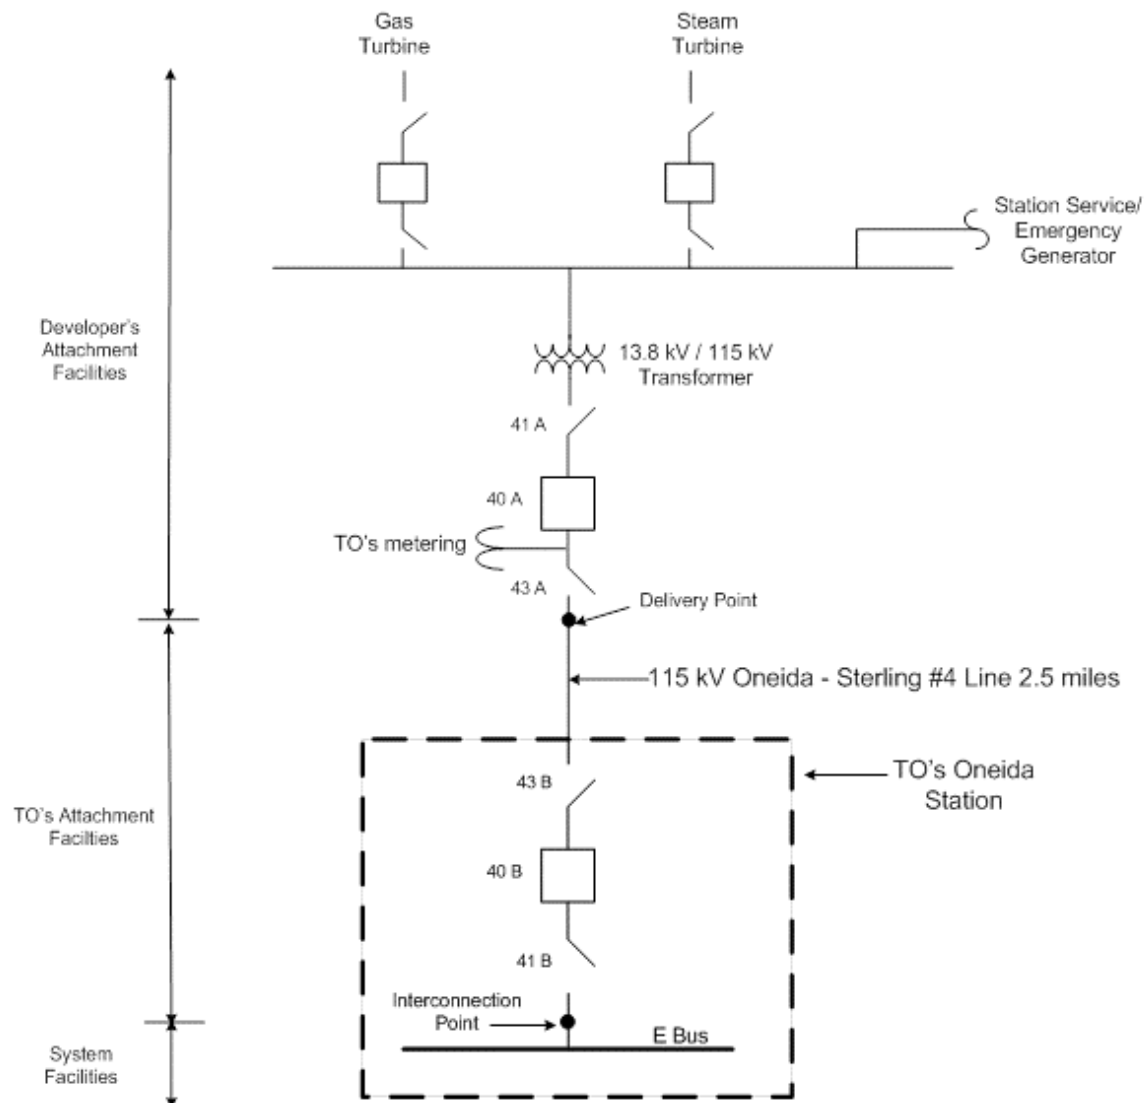 Gas
Turbine
Steam
Turbine
Station Service/
Emergency
Generator
Developer's
Attachment
Facilities
13.8 kV / 115 kV
Transformer
41 A
40 A
TO's metering
43 A
Delivery Point
115 kV Oneida - Sterling #4 Line 2.5 miles
TO's Oneida
Station
43 B
TO's Attachment
Facilties
40 B
41 B
Interconnection
Point
E Bus
System
Facilities